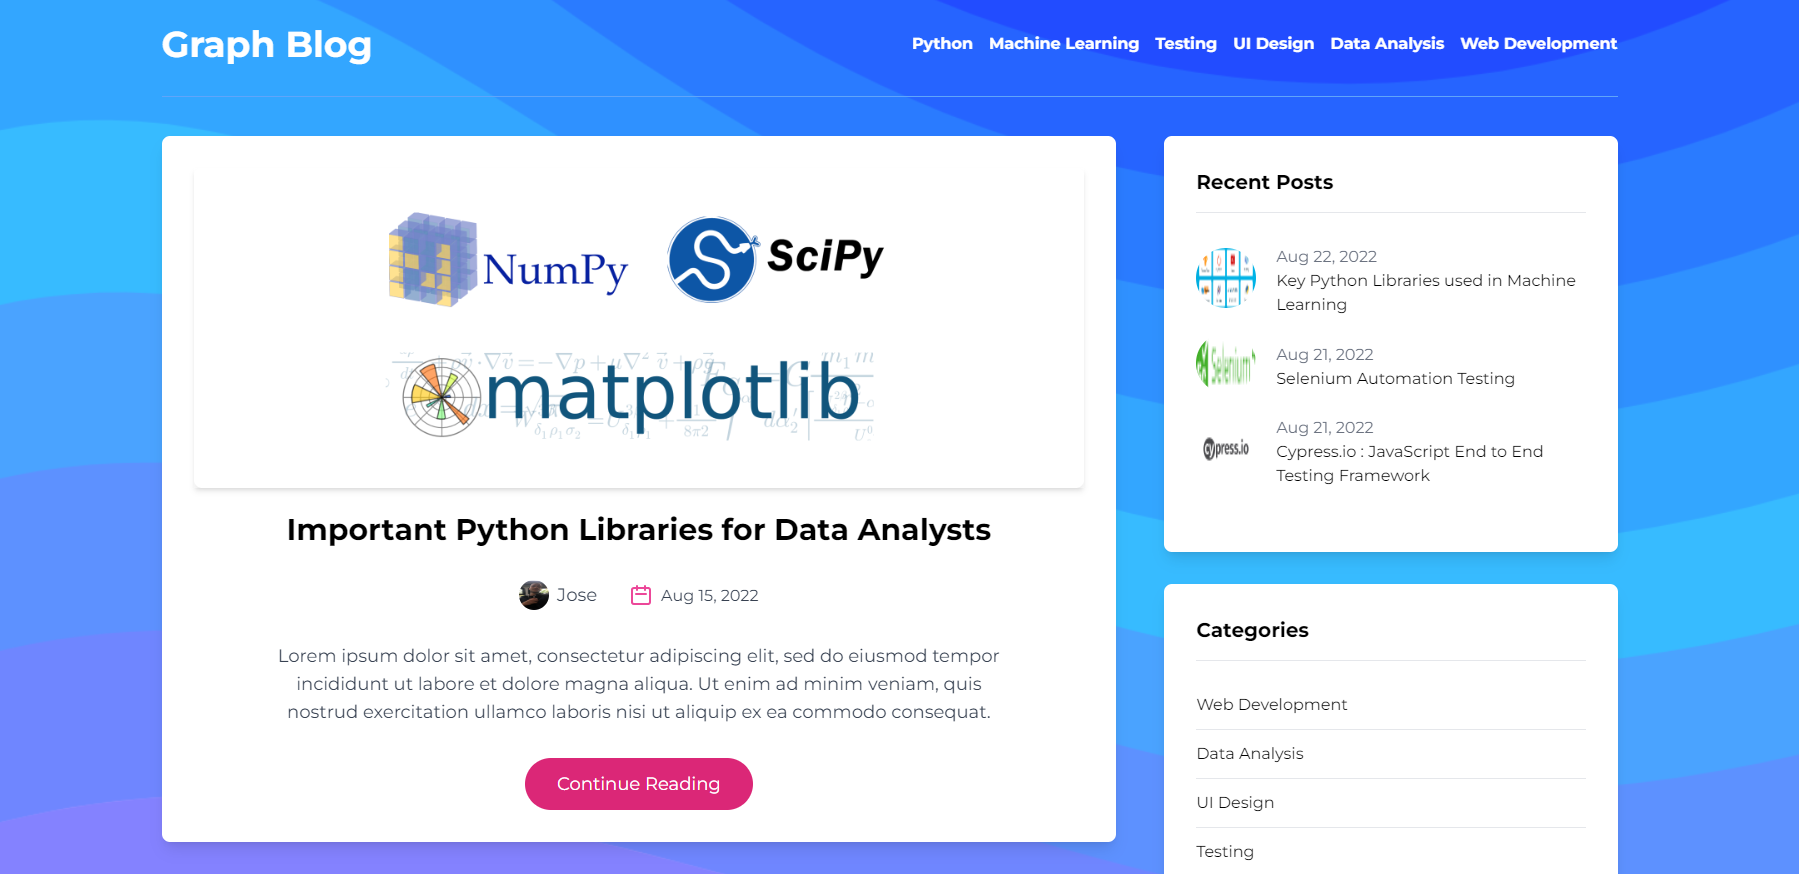 Graph Blog
Python Machine Learning Testing UI Design Data Analysis Web Development
NumPy
SciPy
matplotlib
Important Python Libraries for Data Analysts
Jose
Aug 15, 2022
Lorem ipsum dolor sit amet, consectetur adipiscing elit, sed do eiusmod tempor
incididunt ut labore et dolore magna aliqua. Ut enim ad minim veniam, quis
nostrud exercitation ullamco laboris nisi ut aliquip ex ea commodo consequat.
Continue Reading
Recent Posts
Aug 22, 2022
Key Python Libraries used in Machine
Learning
Selenium
Aug 21, 2022
Selenium Automation Testing
cypress.io
Aug 21, 2022
Cypress.io : JavaScript End to End
Testing Framework
Categories
Web Development
Data Analysis
UI Design
Testing